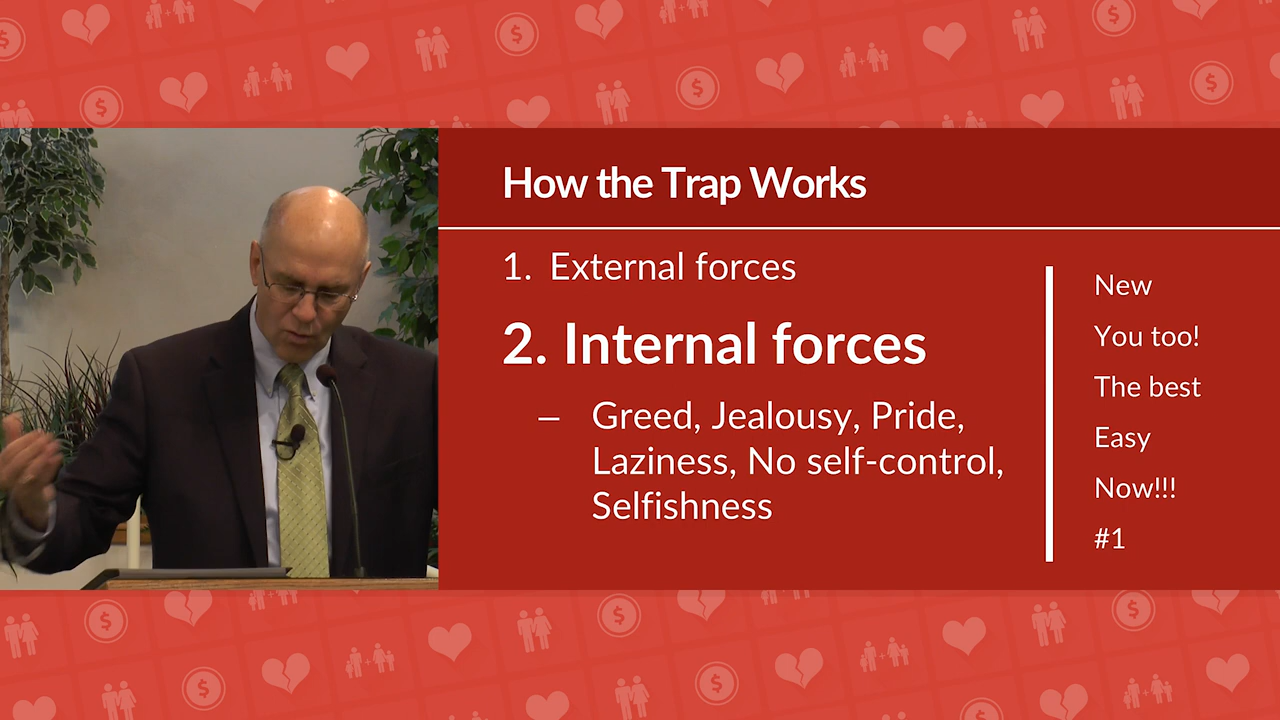 How the Trap Works
1. External forces
2. Internal forces
– Greed, Jealousy, Pride,
Laziness, No self-control,
Selfishness
New
You too!
The best
Easy
Now!!!
#1